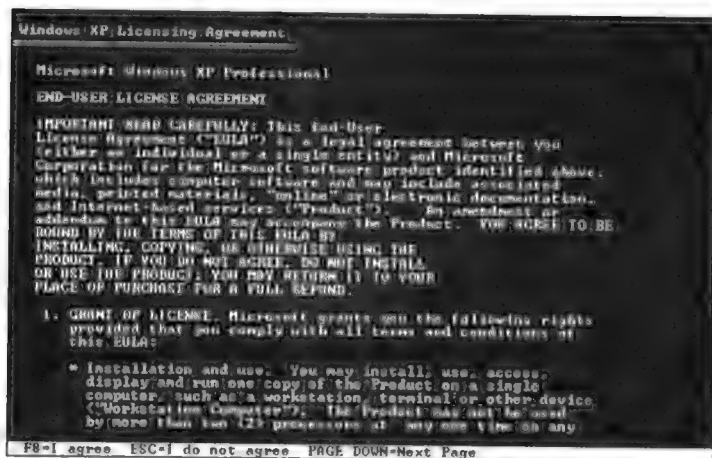 Windows XP Licensing Agreement
Microsoft Windows XP Professional
END-USER LICENSE AGREEMENT
IMPORTANT READ CAREFULLY: This End-User
License Agreement ("EULA") is a legal agreement between you
(either an individual or a single entity) and Microsoft
Corporation for the Microsoft software product identified above,
which includes computer software and may include associated
media, printed materials, "online" or electronic documentation,
and Internet-based services ("Product"). An amendment or
addendum to this EULA may accompany the Product. YOU AGREE TO BE
BOUND BY THE TERMS OF THIS EULA BY
INSTALLING, COPYING, OR OTHERWISE USING THE
PRODUCT. IF YOU DO NOT AGREE, DO NOT INSTALL
OR USE THE PRODUCT; YOU MAY RETURN IT TO YOUR
PLACE OF PURCHASE FOR A FULL REFUND.
1. GRANT OF LICENSE. Microsoft grants you the following rights
provided that you comply with all terms and conditions of
this EULA:
* Installation and use. You may install, use, access,
display and run one copy of the Product on a single
computer, such as a workstation, terminal or other device
("Workstation Computer"). The Product may not be used
by more than two (2) processors at any one time on any
F8=I agree ESC=I do not agree PAGE DOWN=Next Page